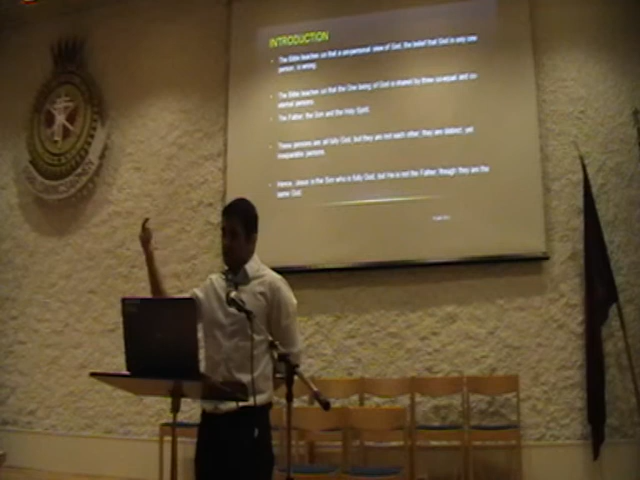 INTRODUCTION
The Bible teaches us that a unipersonal view of God, the belief that God is only one
person, is wrong.
The Bible teaches us that the One being of God is shared by three co-equal and co-
eternal persons:
The Father, the Son and the Holy Spirit.
These persons are all fully God, but they are not each other; they are distinct, yet
inseparable persons.
Hence, Jesus is the Son who is fully God, but He is not the Father, though they are the
same God.